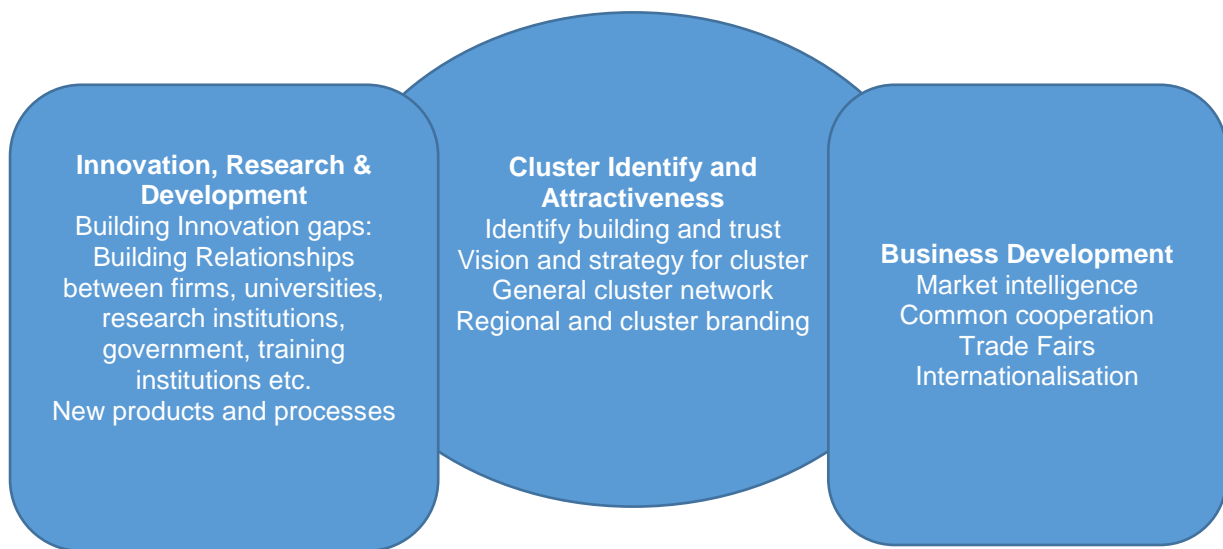 Innovation, Research &
Development
Building Innovation gaps:
Building Relationships
between firms, universities,
research institutions,
government, training
institutions etc.
New products and processes
Cluster Identify and
Attractiveness
Identify building and trust
Vision and strategy for cluster
General cluster network
Regional and cluster branding
Business Development
Market intelligence
Common cooperation
Trade Fairs
Internationalisation